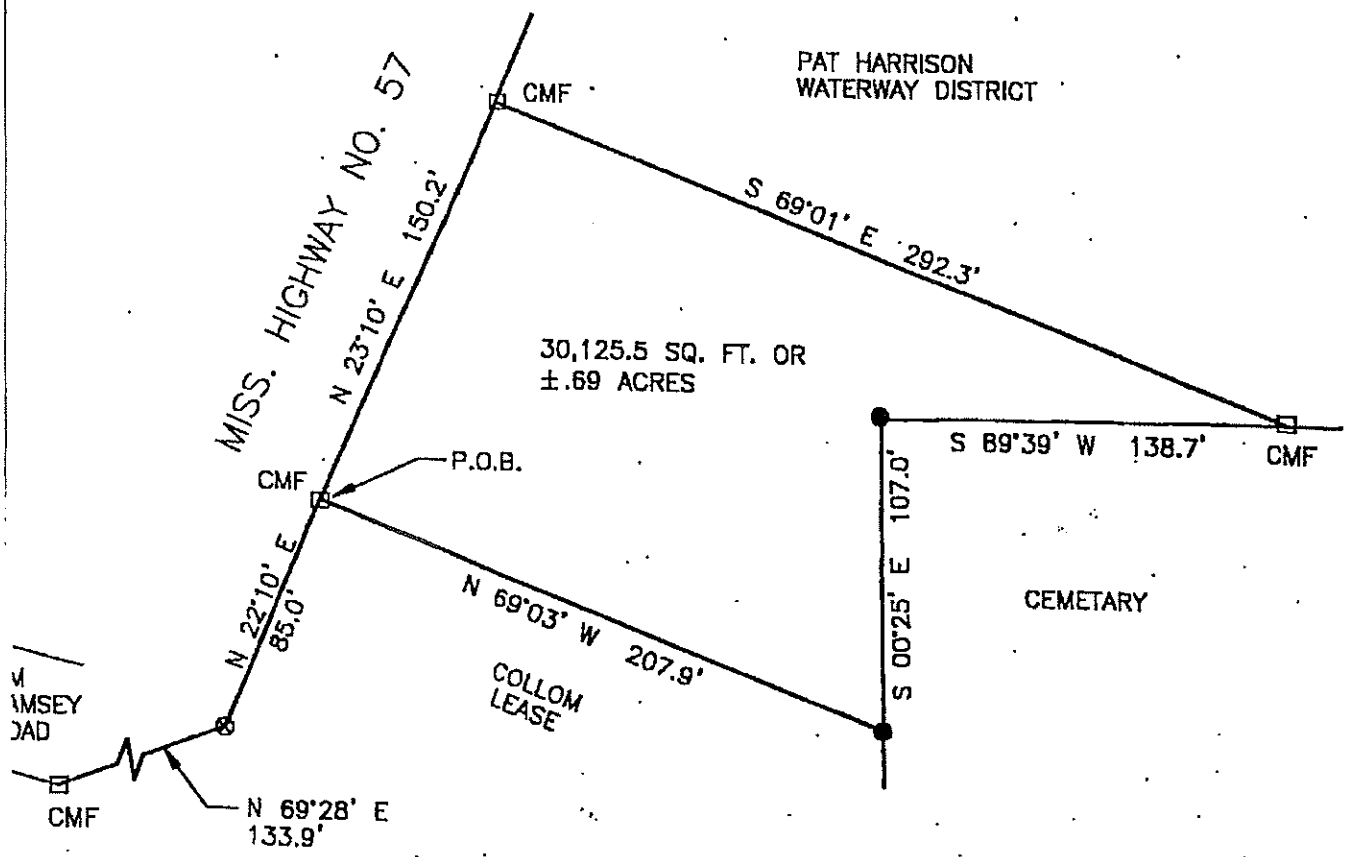 PAT HARRISON
WATERWAY DISTRICT
CMF
MISS. HIGHWAY NO. 57
N 23°10' E 150.2'
S 69°01' E 292.3'
30,125.5 SQ. FT. OR
±.69 ACRES
S 89°39' W 138.7'
CMF
P.O.B.
CMF
S 00°25' E 107.0'
N 22°10' E
85.0'
N 69°03' W 207.9'
CEMETARY
COLLOM
LEASE
M
AMSEY
OAD
CMF
N 69°28' E
133.9'